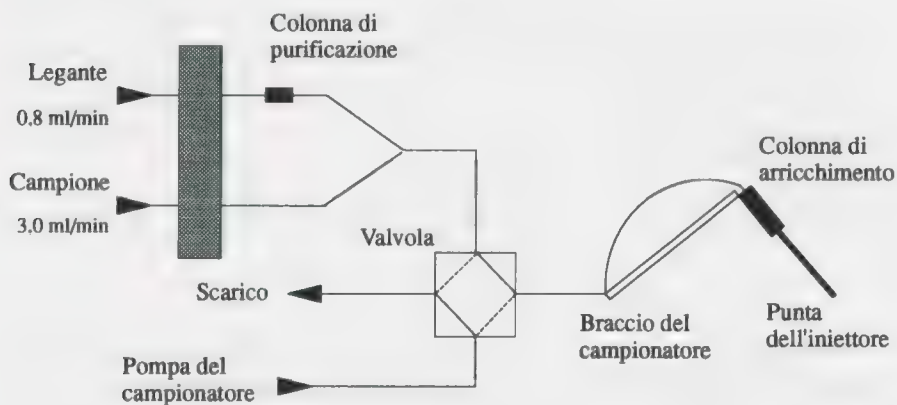 Colonna di
purificazione
Legante
0,8 ml/min
Campione
3,0 ml/min
Colonna di
arricchimento
Valvola
Scarico
Braccio del
campionatore
Punta
dell'iniettore
Pompa del
campionatore